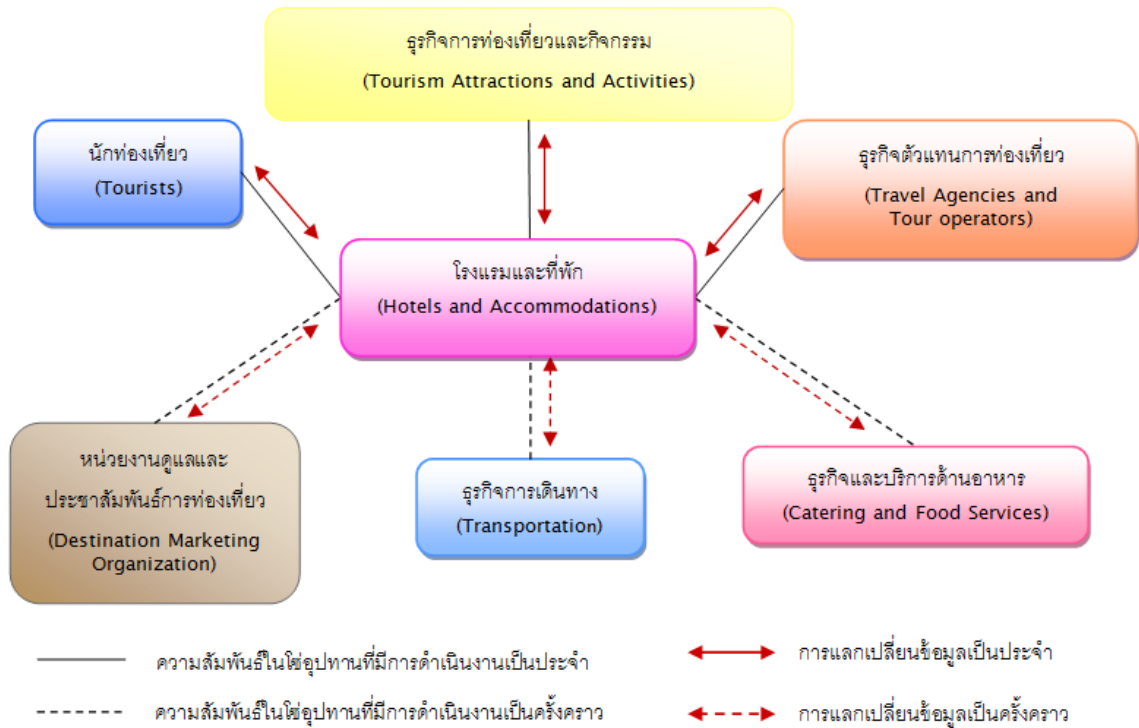 ธุรกิจการท่องเที่ยวและกิจกรรม
(Tourism Attractions and Activities)
นักท่องเที่ยว
(Tourists)
ธุรกิจตัวแทนการท่องเที่ยว
(Travel Agencies and
Tour operators)
โรงแรมและที่พัก
(Hotels and Accommodations)
หน่วยงานดูแลและ
ประชาสัมพันธ์การท่องเที่ยว
(Destination Marketing
Organization)
ธุรกิจการเดินทาง
(Transportation)
ธุรกิจและบริการด้านอาหาร
(Catering and Food Services)
ความสัมพันธ์ในโซ่อุปทานที่มีการดำเนินงานเป็นประจำ
การแลกเปลี่ยนข้อมูลเป็นประจำ
ความสัมพันธ์ในโซ่อุปทานที่มีการดำเนินงานเป็นครั้งคราว
การแลกเปลี่ยนข้อมูลเป็นครั้งคราว